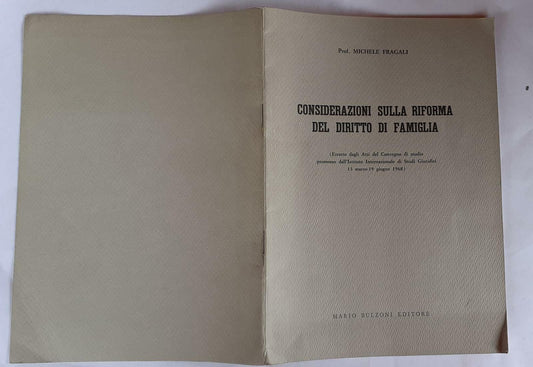 Prof. MICHELE FRAGALI
CONSIDERAZIONI SULLA RIFORMA
DEL DIRITTO DI FAMIGLIA
(Estratto dagli Atti del Convegno di studio
promosso dall'Istituto Internazionale di Studi Giuridici
13 marzo-19 giugno 1968)
MARIO BULZONI EDITORE